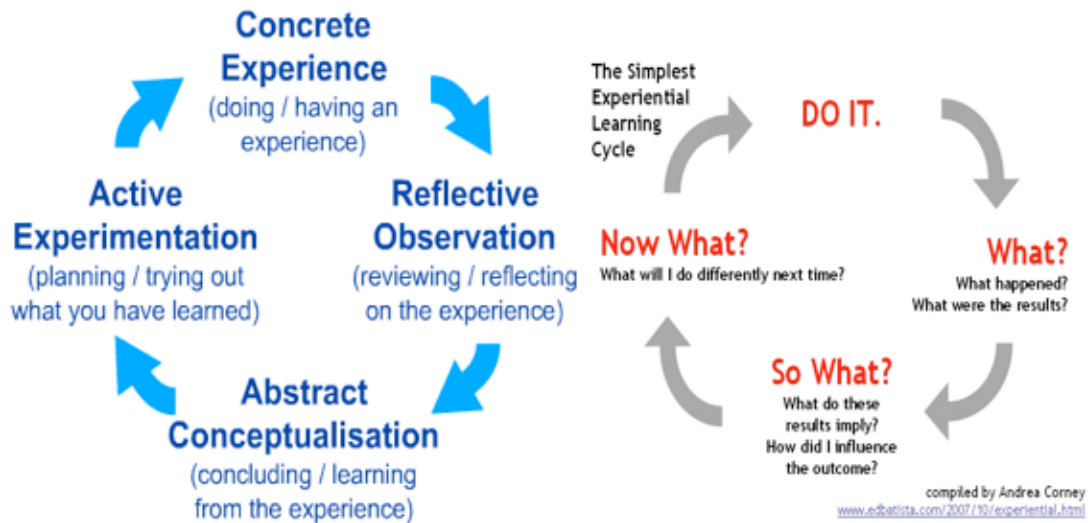 Concrete
Experience
(doing / having an
experience)
Reflective
Observation
(reviewing / reflecting
on the experience)
Abstract
Conceptualisation
(concluding / learning
from the experience)
Active
Experimentation
(planning / trying out
what you have learned)
The Simplest
Experiential
Learning
Cycle
DO IT.
What?
What happened?
What were the results?
So What?
What do these
results imply?
How did I influence
the outcome?
Now What?
What will I do differently next time?
compiled by Andrea Corney
www.edbatista.com/2007/10/experiential.html